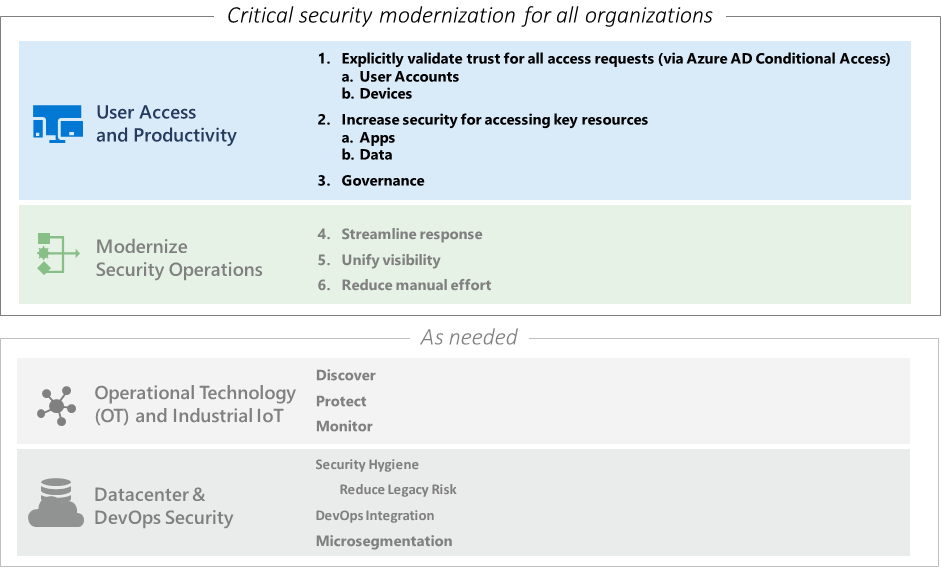 Critical security modernization for all organizations
User Access
and Productivity
1. Explicitly validate trust for all access requests (via Azure AD Conditional Access)
a. User Accounts
b. Devices
2. Increase security for accessing key resources
a. Apps
b. Data
3. Governance
Modernize
Security Operations
4. Streamline response
5. Unify visibility
6. Reduce manual effort
As needed
Operational Technology
(OT) and Industrial IoT
Discover
Protect
Monitor
Datacenter &
DevOps Security
Security Hygiene
Reduce Legacy Risk
DevOps Integration
Microsegmentation